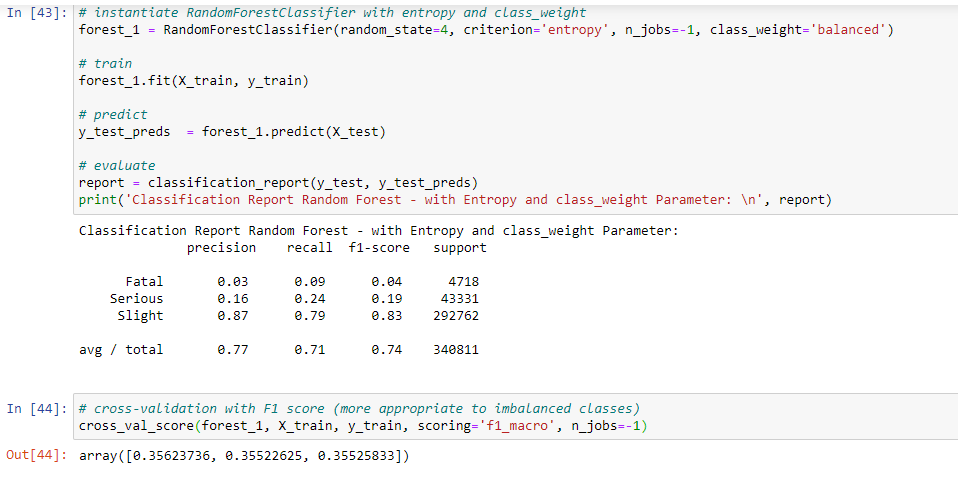 In [43]: # instantiate RandomForestClassifier with entropy and class_weight
forest_1 = RandomForestClassifier(random_state=4, criterion='entropy', n_jobs=-1, class_weight='balanced')
# train
forest_1.fit(X_train, y_train)
# predict
y_test_preds  = forest_1.predict(X_test)
# evaluate
report = classification_report(y_test, y_test_preds)
print('Classification Report Random Forest - with Entropy and class_weight Parameter: \n', report)
Classification Report Random Forest - with Entropy and class_weight Parameter:
precision recall f1-score support
Fatal 0.03 0.09 0.04 4718
Serious 0.16 0.24 0.19 43331
Slight 0.87 0.79 0.83 292762
avg / total 0.77 0.71 0.74 340811
In [44]: # cross-validation with F1 score (more appropriate to imbalanced classes)
cross_val_score(forest_1, X_train, y_train, scoring='f1_macro', n_jobs=-1)
Out[44]: array([0.35623736, 0.35522625, 0.35525833])